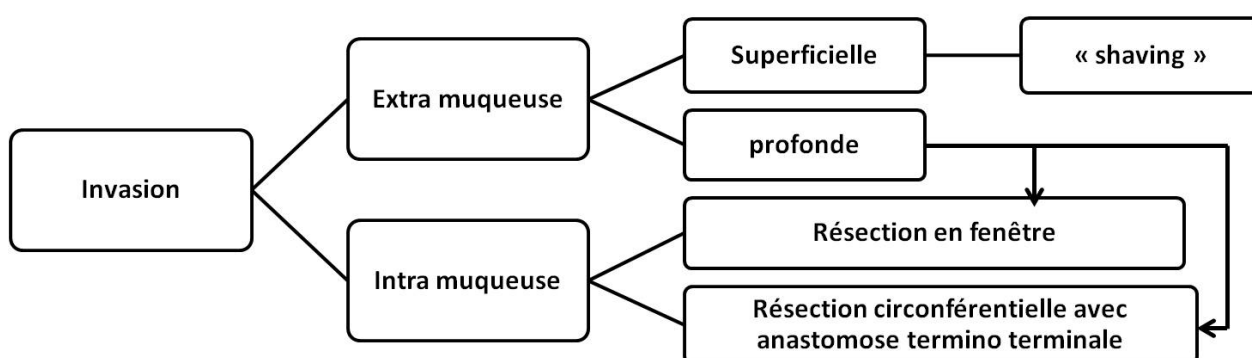 Superficielle
« shaving »
Extra muqueuse
profonde
Invasion
Résection en fenêtre
Intra muqueuse
Résection circonférentielle avec
anastomose termino terminale